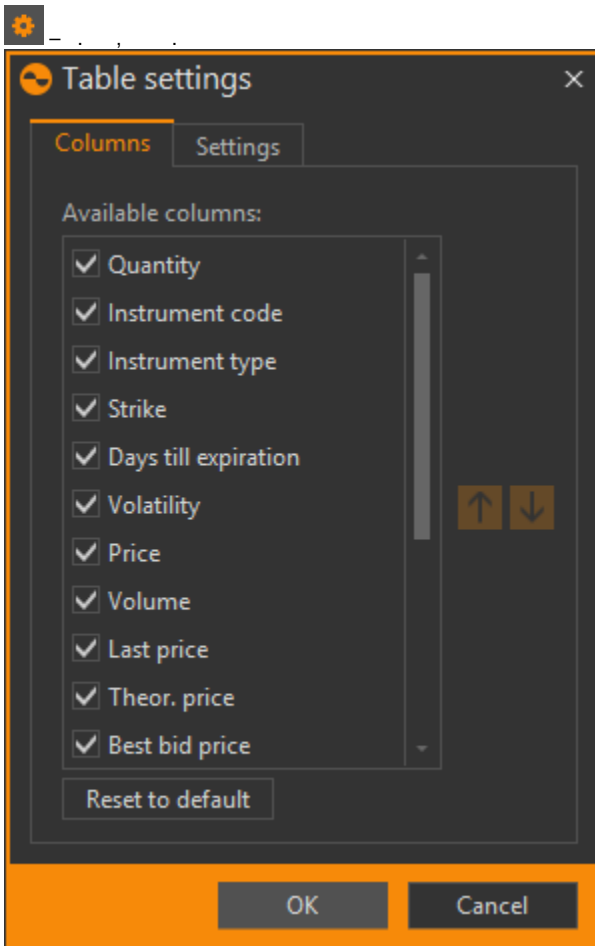 – . , .
Table settings
Columns Settings
Available columns:
Quantity
Instrument code
Instrument type
Strike
Days till expiration
Volatility
Price
Volume
Last price
Theor. price
Best bid price
Reset to default
OK Cancel